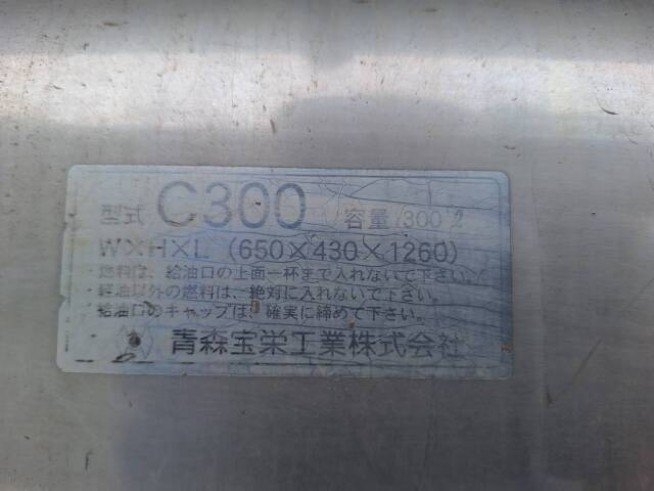 型式 C300 容量/300ℓ
W×H×L (650×430×1260)
・燃料は、給油口の上面一杯まで入れないで下さい。
・軽油以外の燃料は、絶対に入れないで下さい。
・給油口のキャップは、確実に締めて下さい。
青森宝栄工業株式会社